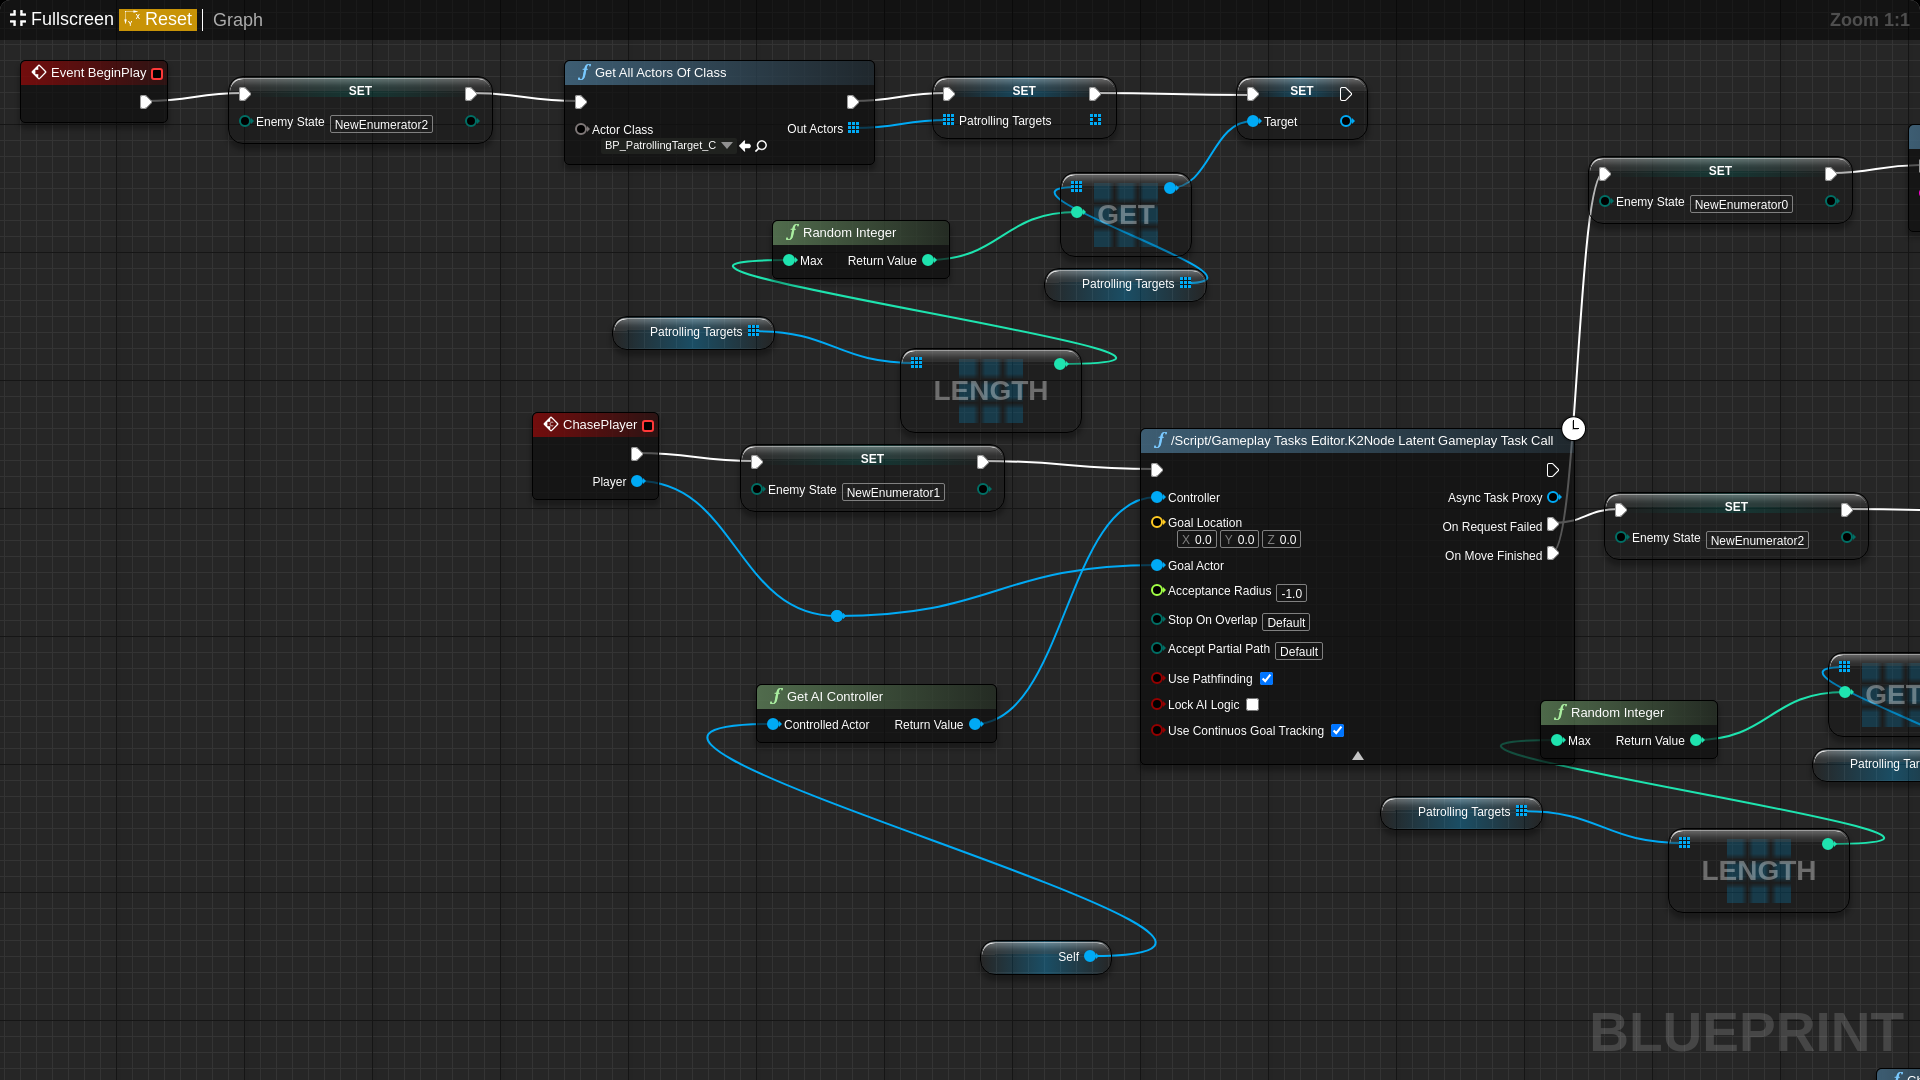 Fullscreen Reset Graph Zoom 1:1
Event BeginPlay
SET
Enemy State NewEnumerator2
Get All Actors Of Class
Actor Class
BP_PatrollingTarget_C
Out Actors
SET
Patrolling Targets
SET
Target
GET
Patrolling Targets
Random Integer
Max Return Value
Patrolling Targets
LENGTH
SET
Enemy State NewEnumerator0
ChasePlayer
Player
SET
Enemy State NewEnumerator1
/Script/Gameplay Tasks Editor.K2Node Latent Gameplay Task Call
Controller
Goal Location
X 0.0 Y 0.0 Z 0.0
Goal Actor
Acceptance Radius -1.0
Stop On Overlap Default
Accept Partial Path Default
Use Pathfinding
Lock AI Logic
Use Continuos Goal Tracking
Async Task Proxy
On Request Failed
On Move Finished
SET
Enemy State NewEnumerator2
Get AI Controller
Controlled Actor Return Value
Self
Random Integer
Max Return Value
GET
Patrolling Tar
Patrolling Targets
LENGTH
BLUEPRINT